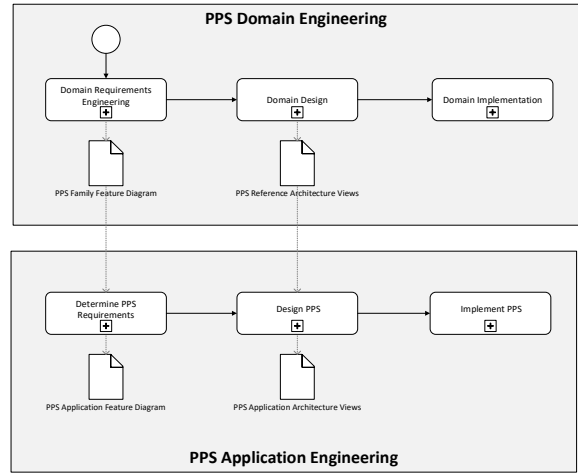 PPS Domain Engineering
Domain Requirements
Engineering
Domain Design
Domain Implementation
PPS Family Feature Diagram
PPS Reference Architecture Views
Determine PPS
Requirements
Design PPS
Implement PPS
PPS Application Feature Diagram
PPS Application Architecture Views
PPS Application Engineering